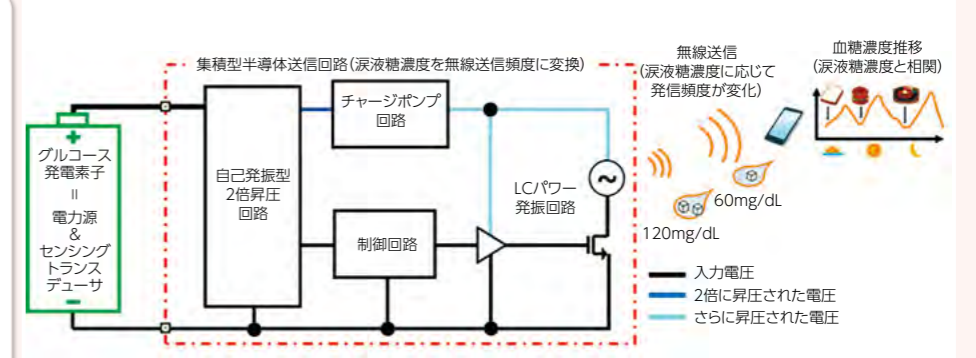 集積型半導体送信回路(涙液糖濃度を無線送信頻度に変換)
無線送信
(涙液糖濃度に応じて
発信頻度が変化)
血糖濃度推移
(涙液糖濃度と相関)
+
グルコース
発電素子
=
電力源
&
センシング
トランス
デューサ
−
自己発振型
2倍昇圧
回路
チャージポンプ
回路
制御回路
LCパワー
発振回路
~
60mg/dL
120mg/dL
入力電圧
2倍に昇圧された電圧
さらに昇圧された電圧